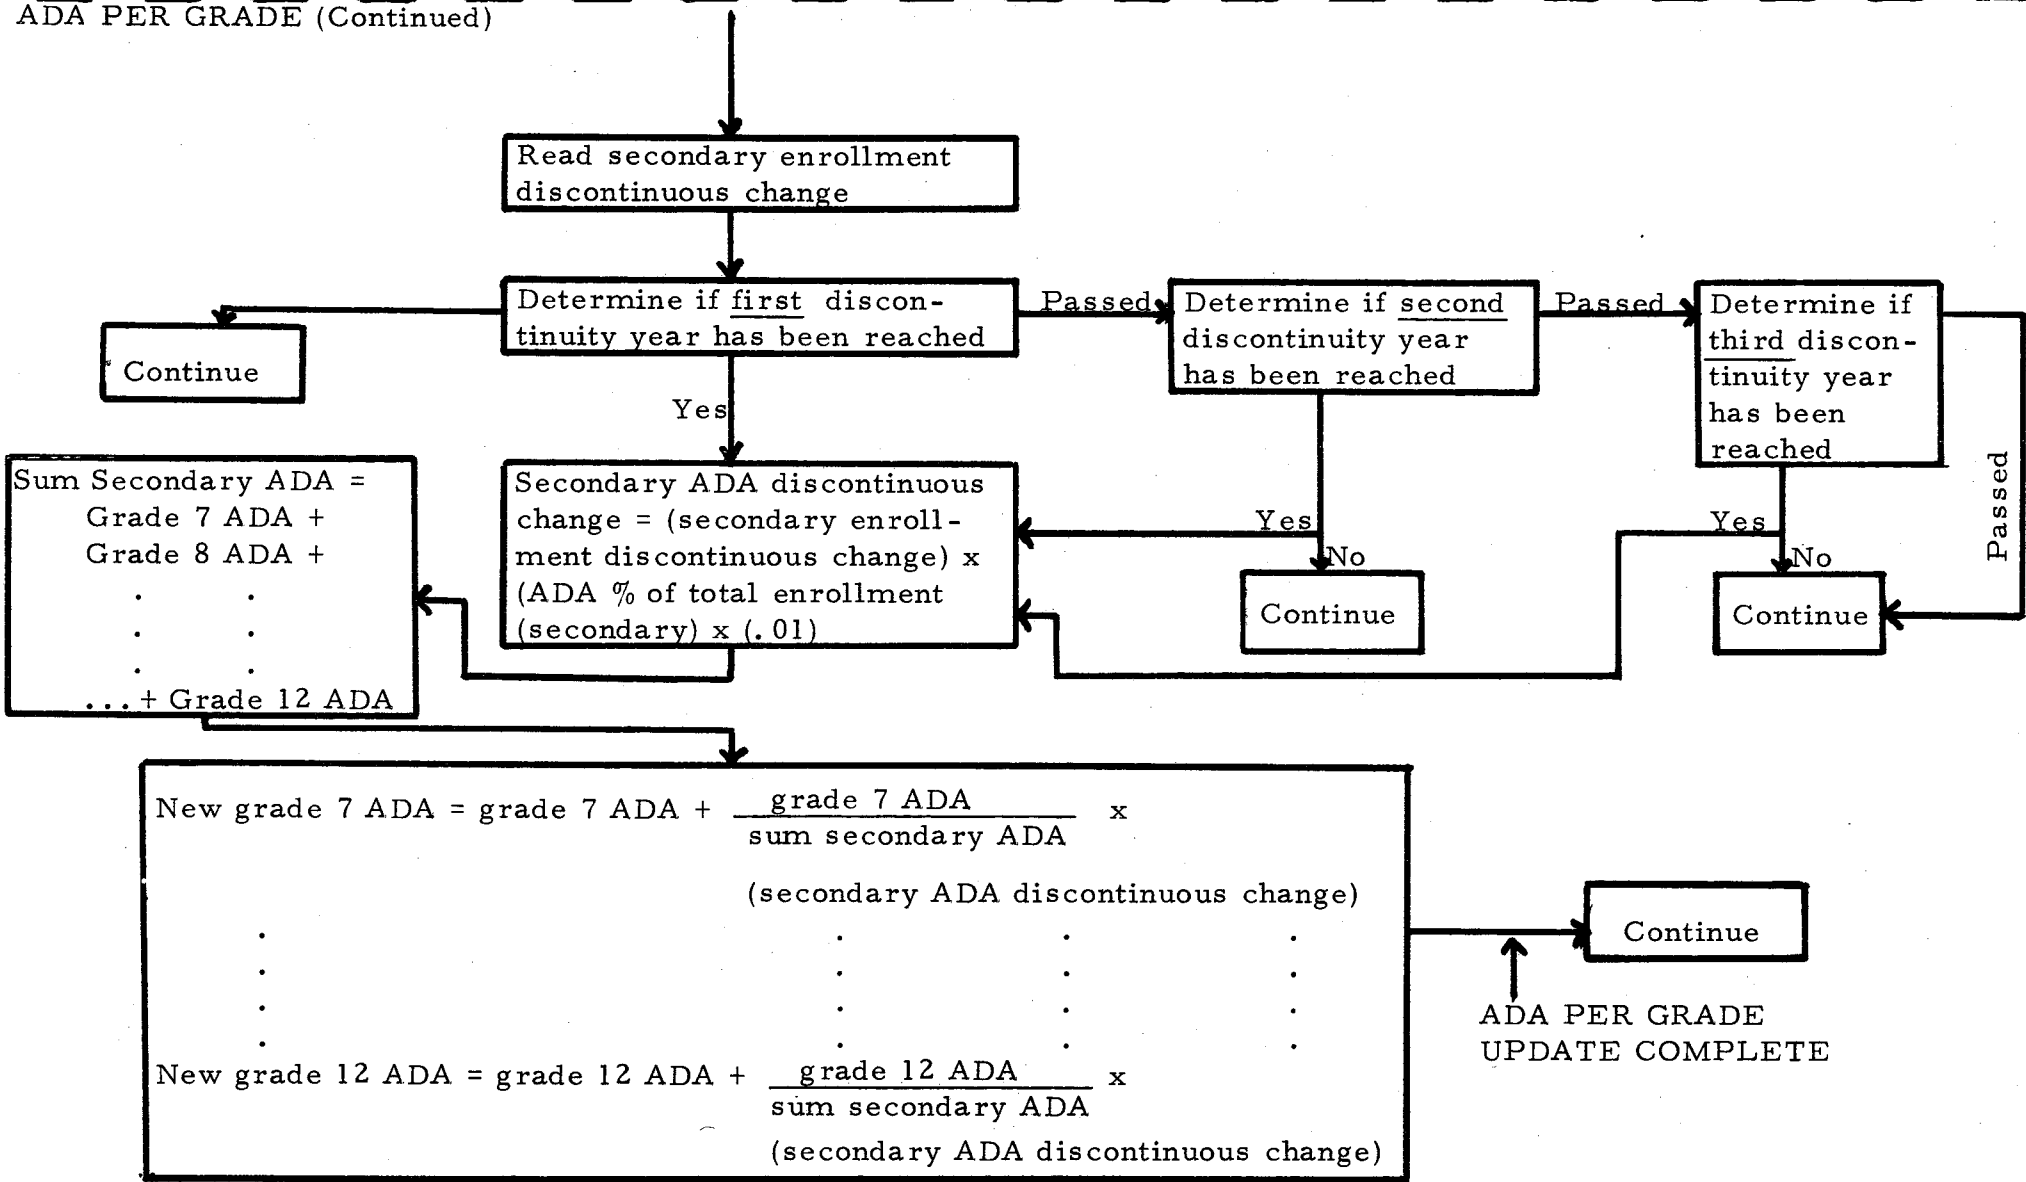 ADA PER GRADE (Continued)
Read secondary enrollment
discontinuous change
Determine if first discon-
tinuity year has been reached
Passed
Determine if second
discontinuity year
has been reached
Passed
Determine if
third discon-
tinuity year
has been
reached
Passed
Continue
Yes
Sum Secondary ADA =
Grade 7 ADA +
Grade 8 ADA +
. .
. .
. .
...+ Grade 12 ADA
Secondary ADA discontinuous
change = (secondary enroll-
ment discontinuous change) x
(ADA % of total enrollment
(secondary) x (.01)
Yes
No
Continue
Yes
No
Continue
New grade 7 ADA = grade 7 ADA + grade 7 ADA x
sum secondary ADA
(secondary ADA discontinuous change)
. . . .
. . . .
. . . .
. . . .
New grade 12 ADA = grade 12 ADA + grade 12 ADA x
sum secondary ADA
(secondary ADA discontinuous change)
Continue
ADA PER GRADE
UPDATE COMPLETE